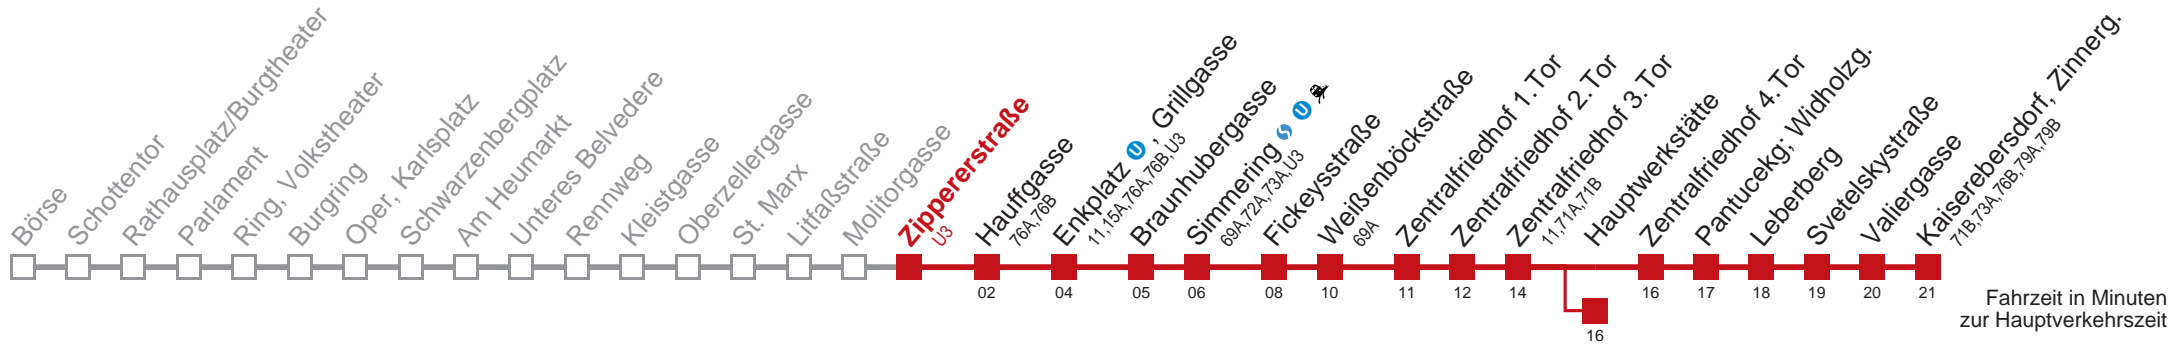 Börse
Schottentor
Rathausplatz/Burgtheater
Parlament
Ring, Volkstheater
Burgring
Oper, Karlsplatz
Schwarzenbergplatz
Am Heumarkt
Unteres Belvedere
Rennweg
Kleistgasse
Oberzellergasse
St. Marx
Litfaßstraße
Molitorgasse
Zippererstraße
U3
Hauffgasse
76A,76B
Enkplatz U , Grillgasse
11,15A,76A,76B,U3
Braunhubergasse
Simmering S U
69A,72A,73A,U3
Fickeysstraße
Weißenböckstraße
69A
Zentralfriedhof 1.Tor
Zentralfriedhof 2.Tor
Zentralfriedhof 3.Tor
11,71A,71B
Hauptwerkstätte
Zentralfriedhof 4.Tor
Pantucekg; Widholzg.
Leberberg
Svetelskystraße
Valiergasse
Kaiserebersdorf, Zinnerg.
71B,73A,76B,79A,79B
02 04 05 06 08 10 11 12 14 16 17 18 19 20 21
16
Fahrzeit in Minuten
zur Hauptverkehrszeit